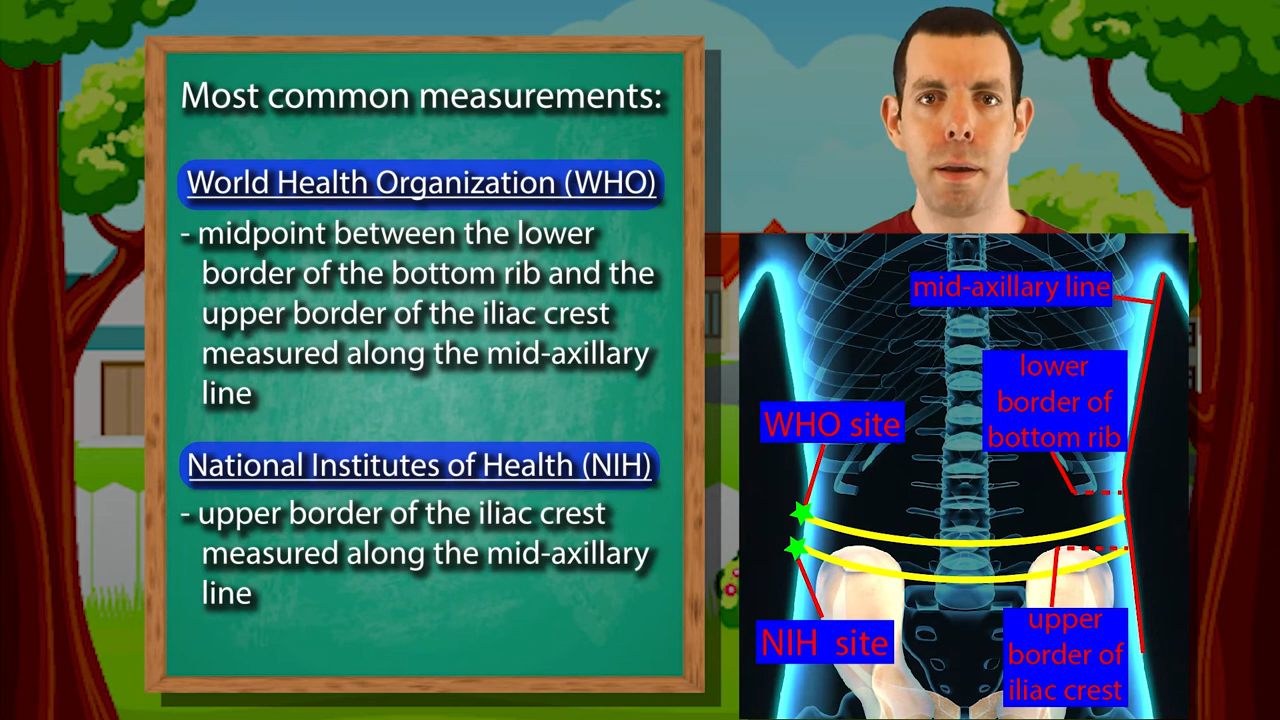 Most common measurements:
World Health Organization (WHO)
- midpoint between the lower
border of the bottom rib and the
upper border of the iliac crest
measured along the mid-axillary
line
National Institutes of Health (NIH)
- upper border of the iliac crest
measured along the mid-axillary
line
mid-axillary line
lower
border of
bottom rib
WHO site
NIH site
upper
border of
iliac crest